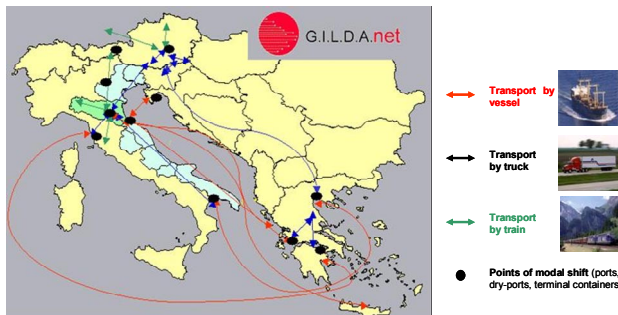 G.I.L.D.A.net
Transport by
vessel
Transport
by truck
Transport
by train
Points of modal shift (ports,
dry-ports, terminal containers